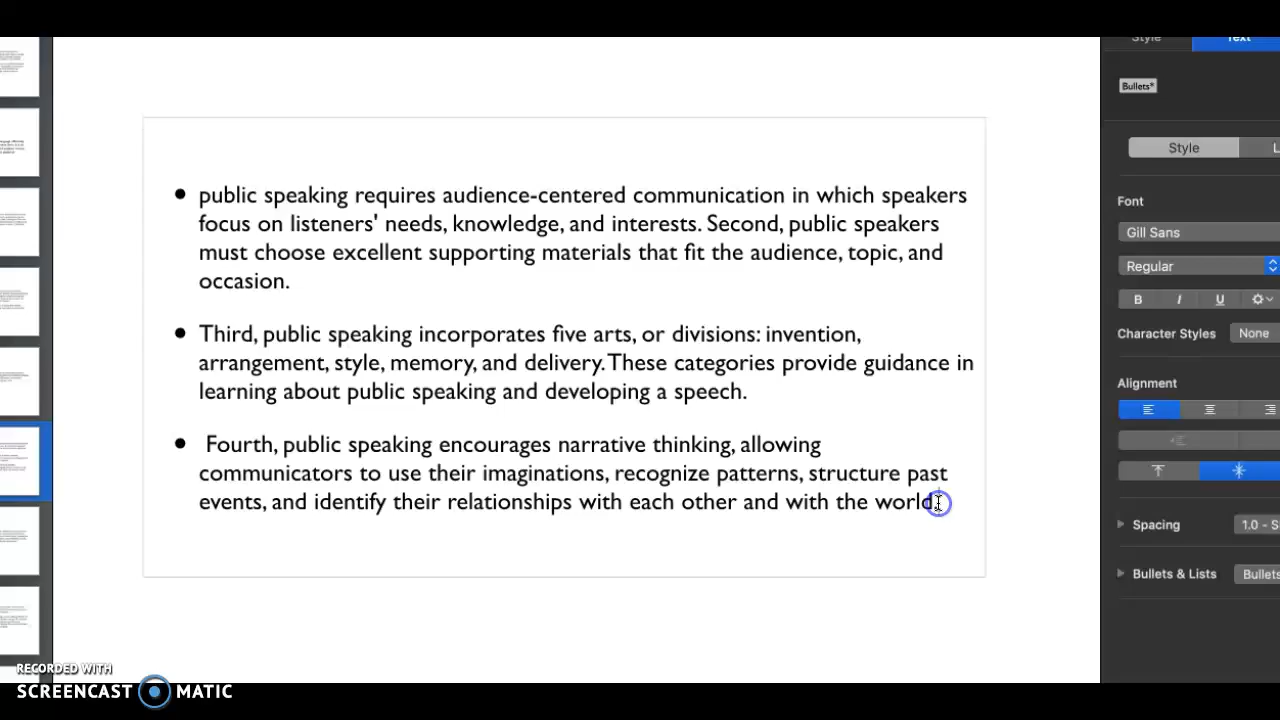 Style
Text
Bullets*
public speaking requires audience-centered communication in which speakers
focus on listeners' needs, knowledge, and interests. Second, public speakers
must choose excellent supporting materials that fit the audience, topic, and
occasion.
Third, public speaking incorporates five arts, or divisions: invention,
arrangement, style, memory, and delivery. These categories provide guidance in
learning about public speaking and developing a speech.
Fourth, public speaking encourages narrative thinking, allowing
communicators to use their imaginations, recognize patterns, structure past
events, and identify their relationships with each other and with the world.
Style
Font
Gill Sans
Regular
B I U
Character Styles None
Alignment
Spacing 1.0 - S
Bullets & Lists Bullets
RECORDED WITH
SCREENCAST MATIC